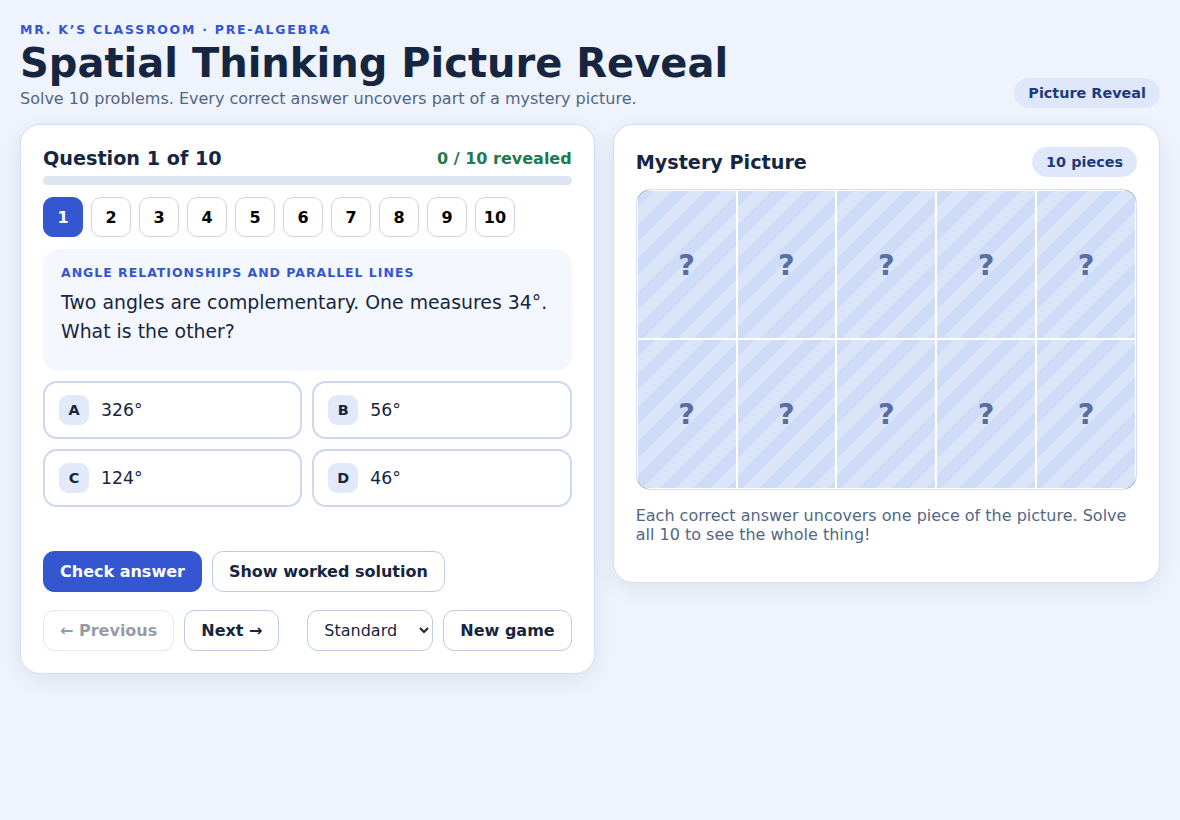 MR. K’S CLASSROOM · PRE-ALGEBRA
Spatial Thinking Picture Reveal
Solve 10 problems. Every correct answer uncovers part of a mystery picture.
Picture Reveal
Question 1 of 10
0 / 10 revealed
1 2 3 4 5 6 7 8 9 10
ANGLE RELATIONSHIPS AND PARALLEL LINES
Two angles are complementary. One measures 34°.
What is the other?
A 326°
B 56°
C 124°
D 46°
Check answer
Show worked solution
← Previous
Next →
Standard
New game
Mystery Picture
10 pieces
? ? ? ? ?
? ? ? ? ?
Each correct answer uncovers one piece of the picture. Solve
all 10 to see the whole thing!